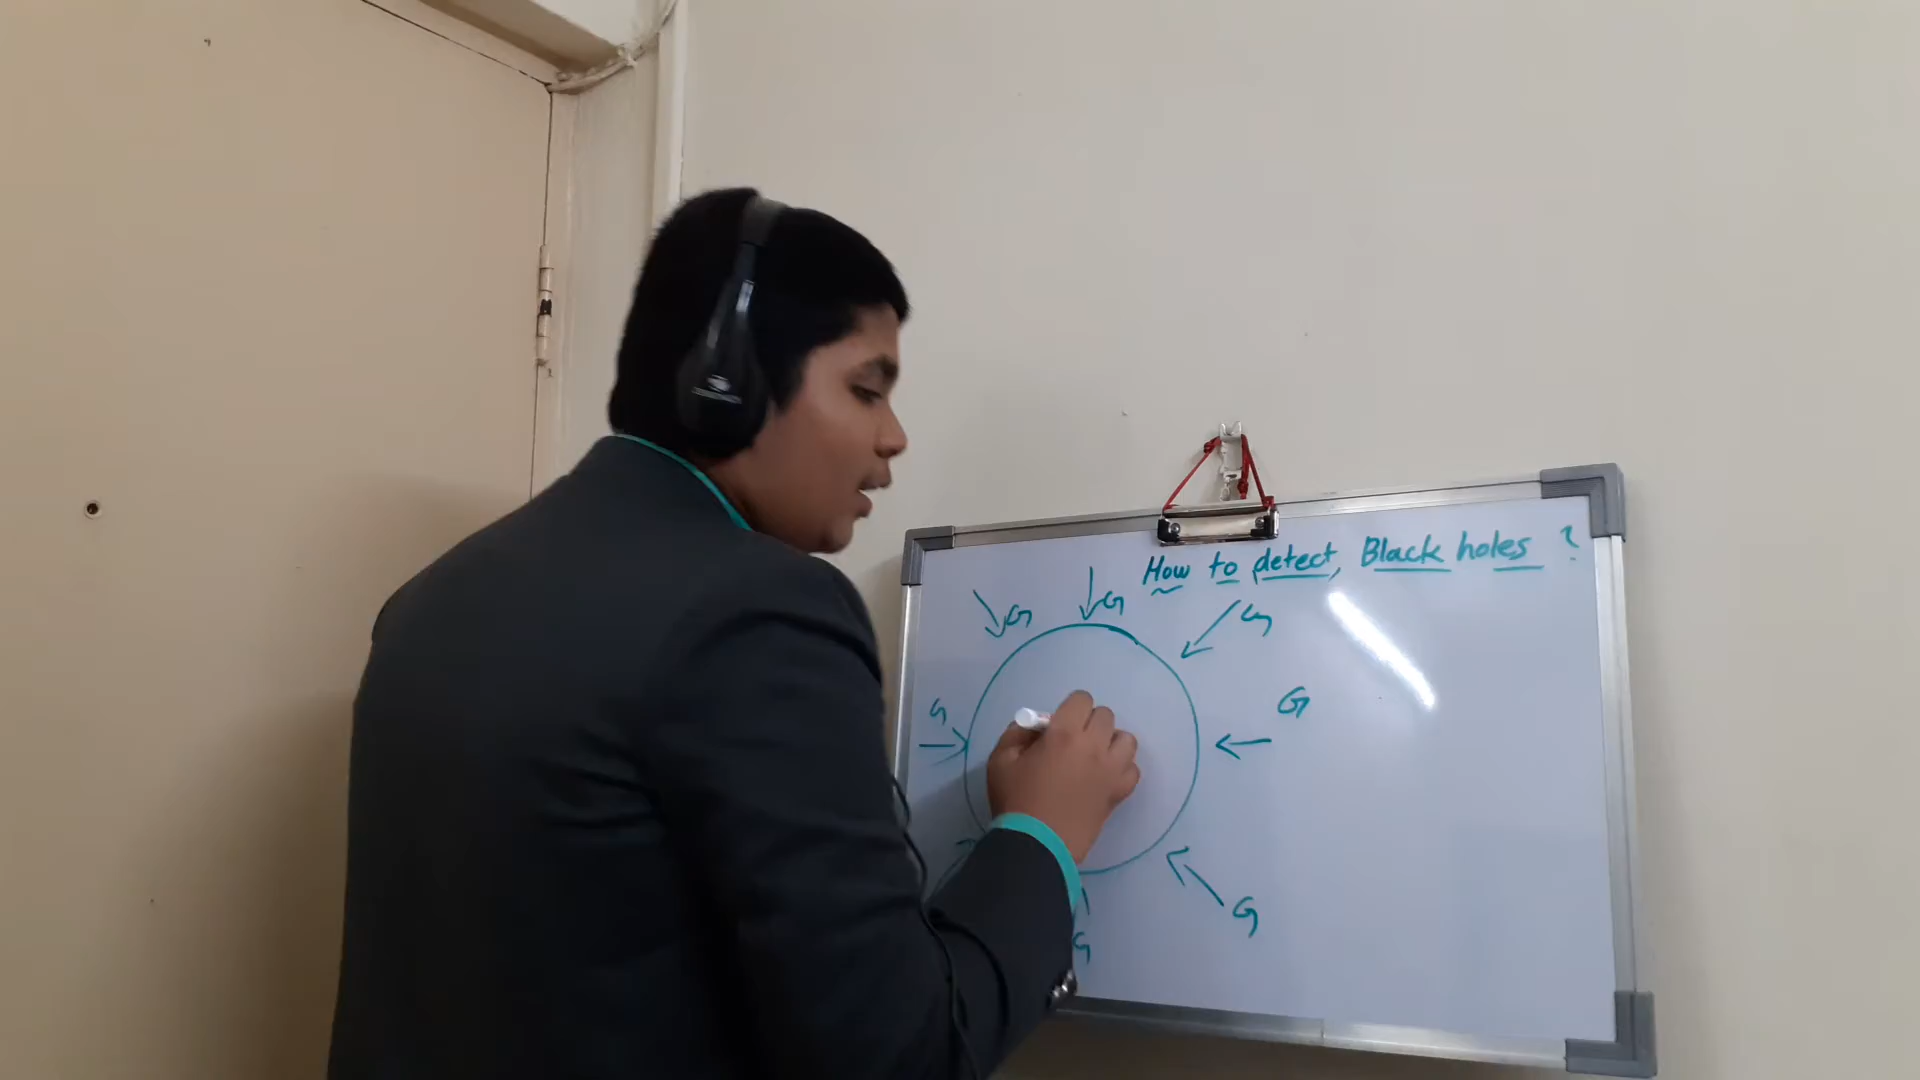 How to detect, Black holes ?
G G G
G G
G
G